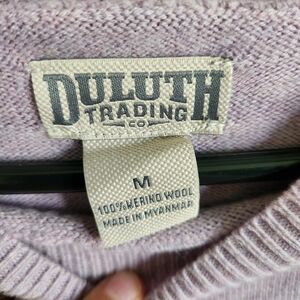 DULUTH
TRADING
CO
M
100% MERINO WOOL
MADE IN MYANMAR